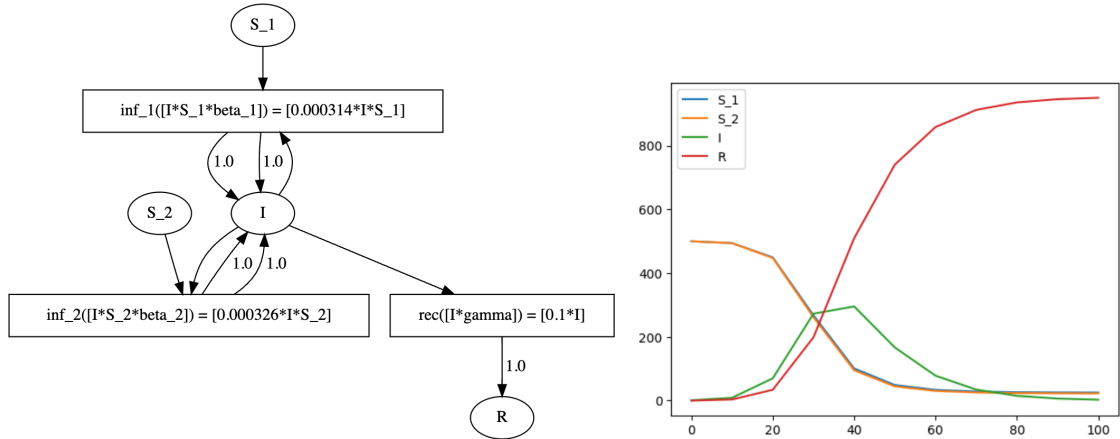 S_1
inf_1([I*S_1*beta_1]) = [0.000314*I*S_1]
1.0
1.0
S_2
I
1.0
1.0
inf_2([I*S_2*beta_2]) = [0.000326*I*S_2]
rec([I*gamma]) = [0.1*I]
1.0
R
S_1
S_2
I
R
800
600
400
200
0
0
20
40
60
80
100